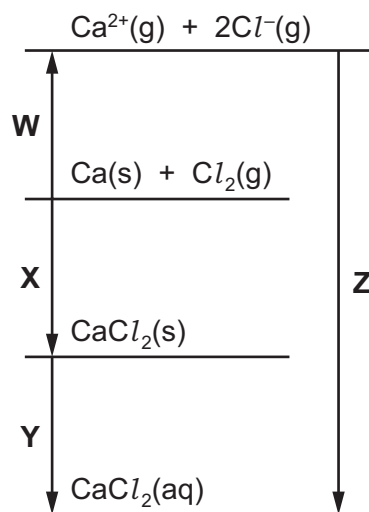 Ca²⁺(g) + 2Cl⁻(g)
W
Ca(s) + Cl₂(g)
X
Z
CaCl₂(s)
Y
CaCl₂(aq)